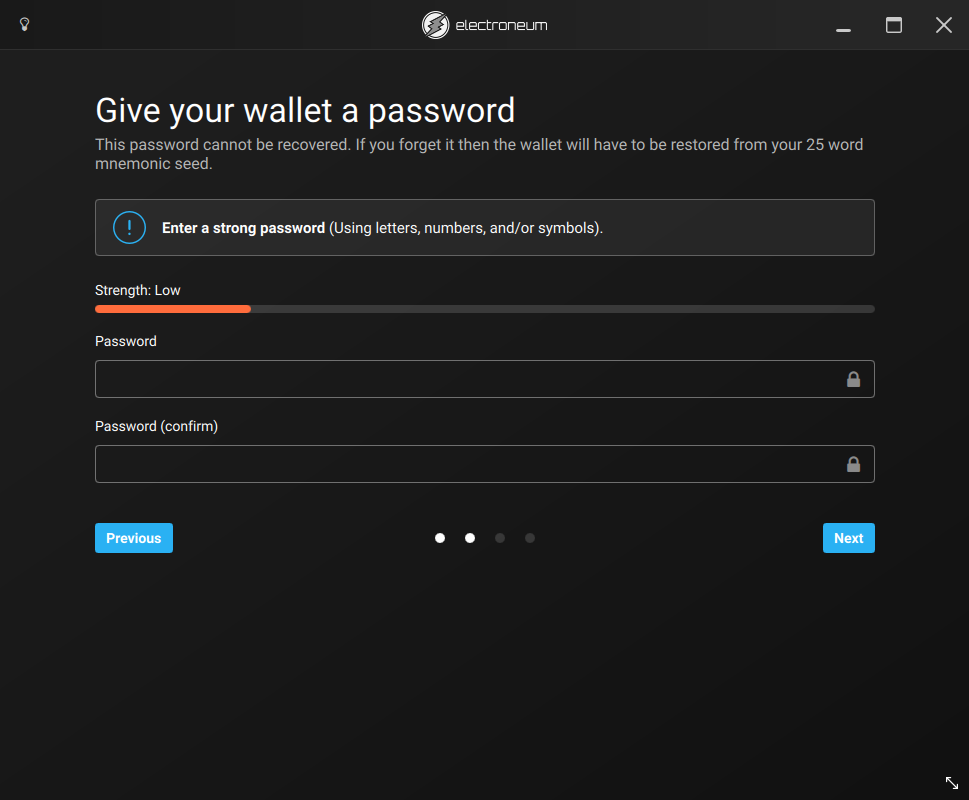 electroneum
Give your wallet a password
This password cannot be recovered. If you forget it then the wallet will have to be restored from your 25 word
mnemonic seed.
Enter a strong password (Using letters, numbers, and/or symbols).
Strength: Low
Password
Password (confirm)
Previous
Next